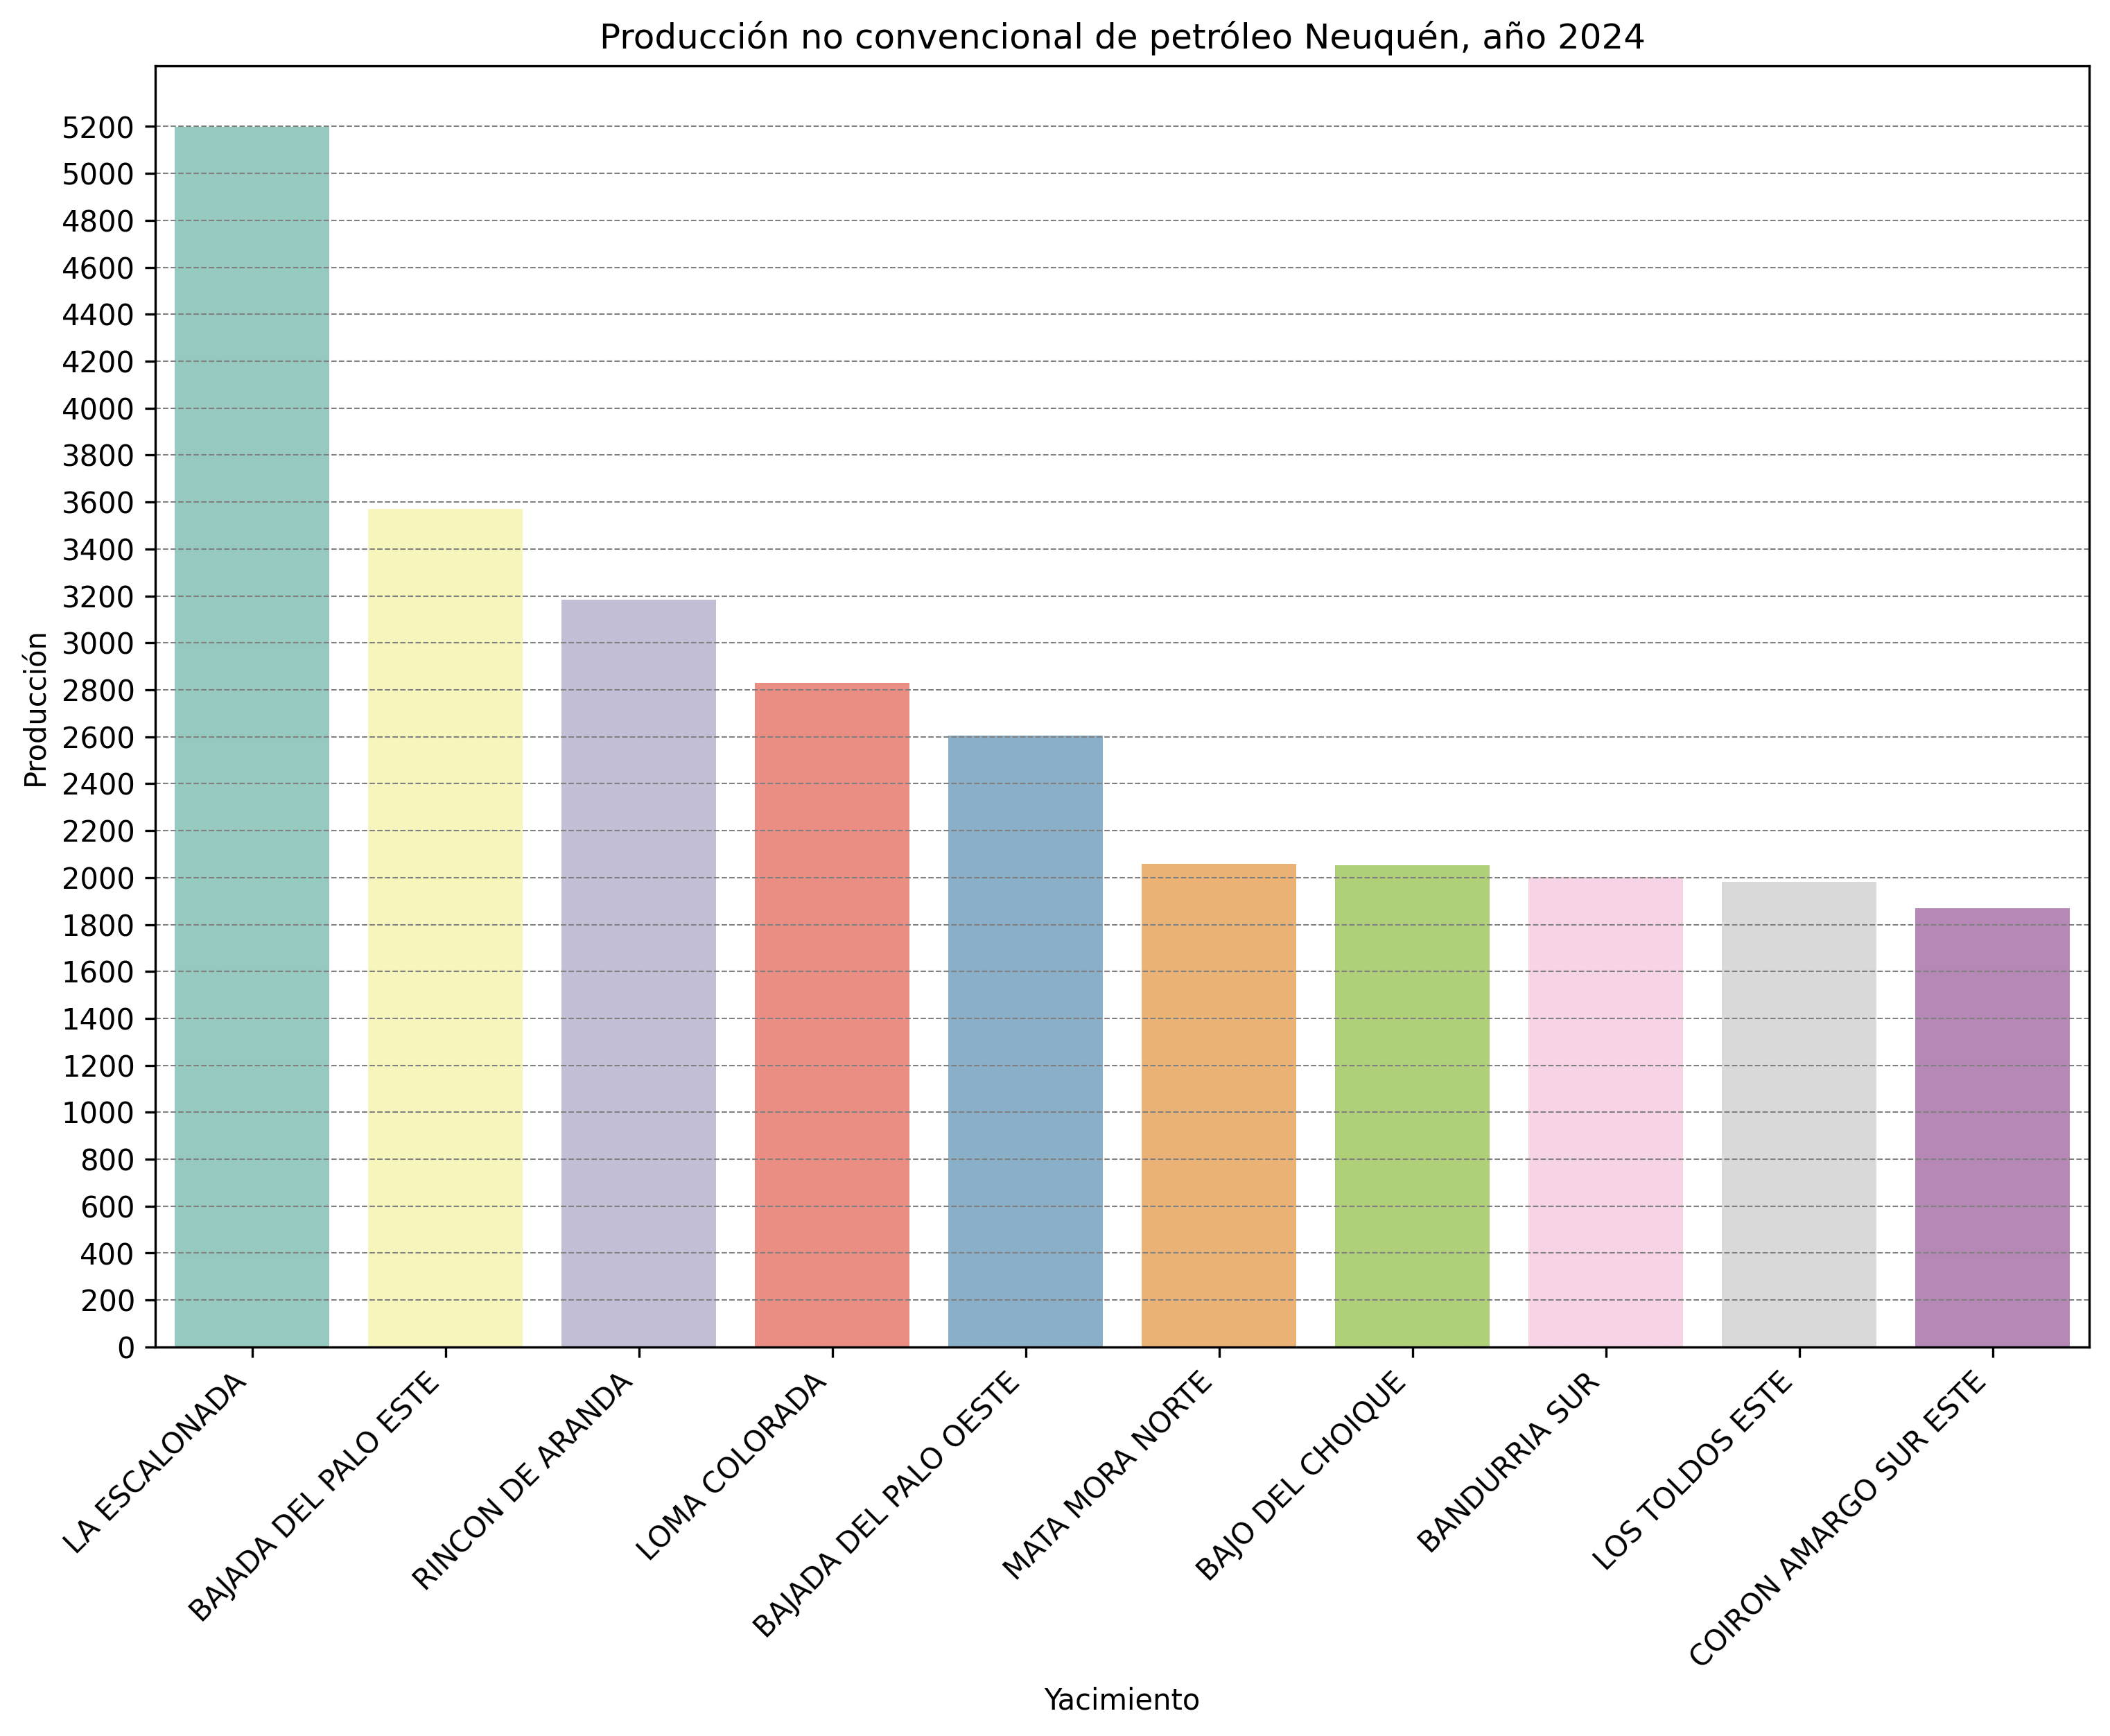 Producción no convencional de petróleo Neuquén, año 2024
Producción
5200
5000
4800
4600
4400
4200
4000
3800
3600
3400
3200
3000
2800
2600
2400
2200
2000
1800
1600
1400
1200
1000
800
600
400
200
0
LA ESCALONADA
BAJADA DEL PALO ESTE
RINCON DE ARANDA
LOMA COLORADA
BAJADA DEL PALO OESTE
MATA MORA NORTE
BAJO DEL CHOIQUE
BANDURRIA SUR
LOS TOLDOS ESTE
COIRON AMARGO SUR ESTE
Yacimiento